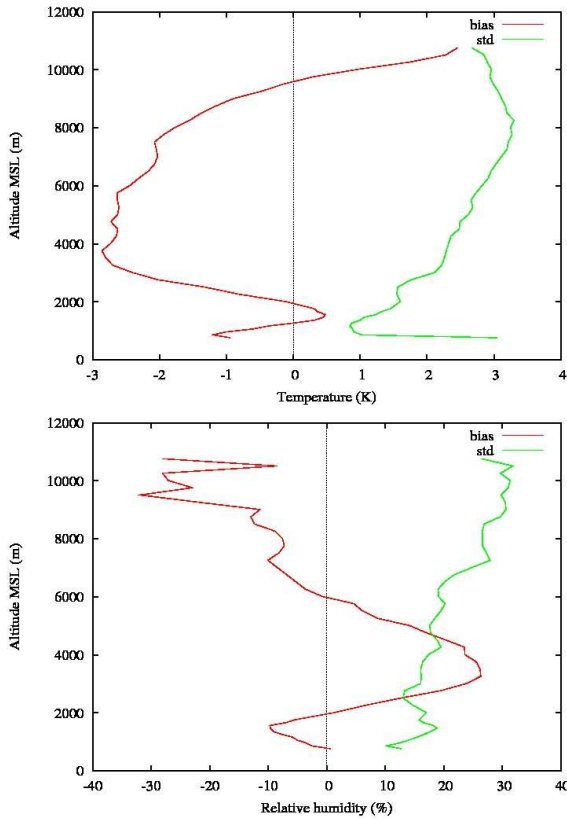 12000
bias
std
10000
8000
6000
4000
2000
0
Altitude MSL (m)
-3 -2 -1 0 1 2 3 4
Temperature (K)
12000
bias
std
10000
8000
6000
4000
2000
0
Altitude MSL (m)
-40 -30 -20 -10 0 10 20 30 40
Relative humidity (%)